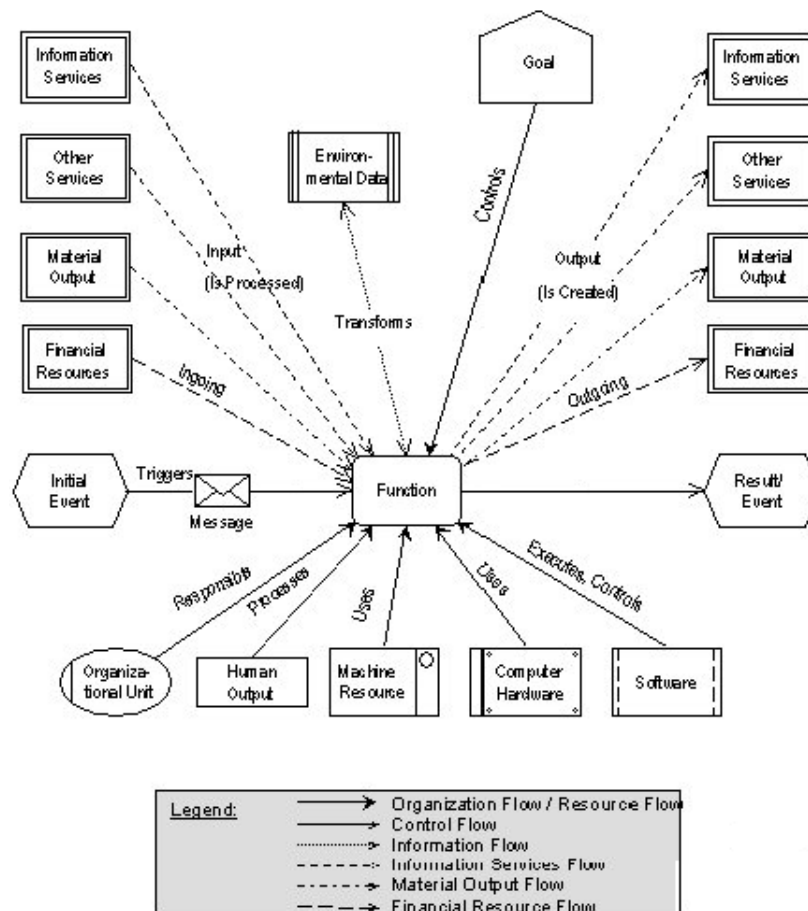 Information
Services
Goal
Information
Services
Other
Services
Environ-
mental Data
Controls
Other
Services
Material
Output
Input
(Is Processed)
Output
(Is Created)
Material
Output
Financial
Resources
Ingoing
Transforms
Outgoing
Financial
Resources
Initial
Event
Triggers
Message
Function
Result/
Event
Responsible
Processes
Uses
Uses
Executes, Controls
Organiza-
tional Unit
Human
Output
Machine
Resource
Computer
Hardware
Software
Legend:
Organization Flow / Resource Flow
Control Flow
Information Flow
Information Services Flow
Material Output Flow
Financial Resource Flow